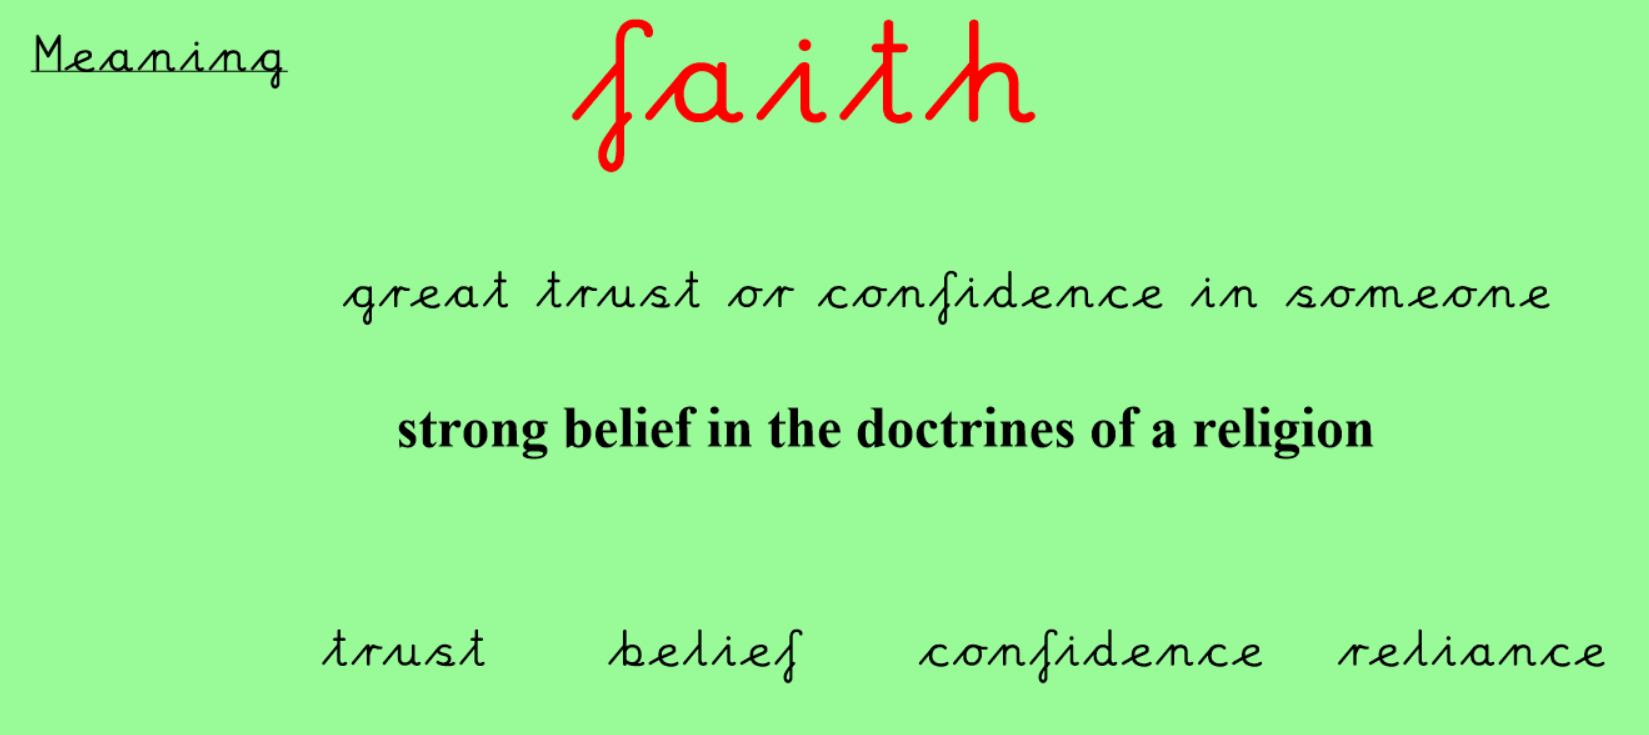 Meaning
faith
great trust or confidence in someone
strong belief in the doctrines of a religion
trust belief confidence reliance